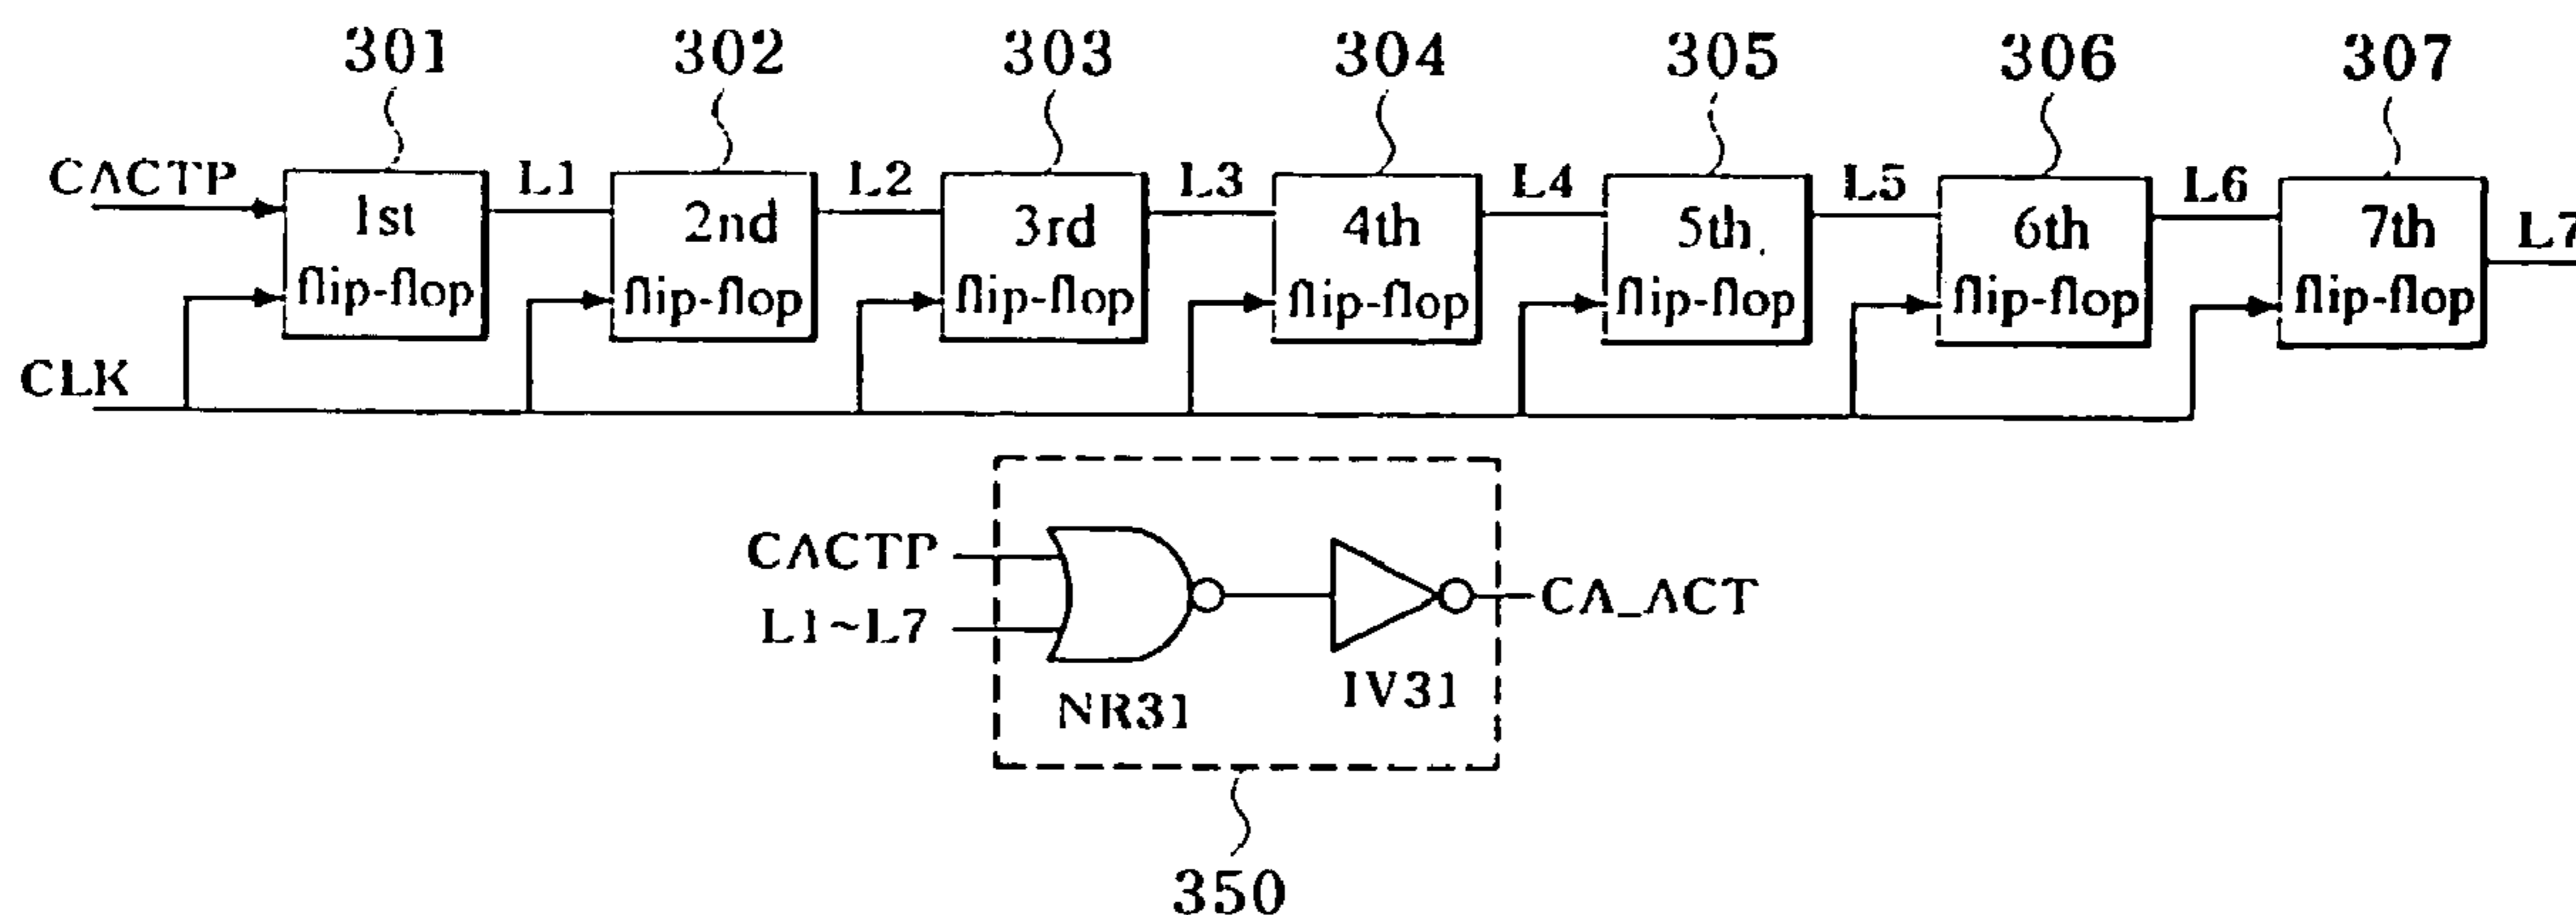 301 302 303 304 305 306 307
CACTP L1 L2 L3 L4 L5 L6 L7
1st flip-flop
2nd flip-flop
3rd flip-flop
4th flip-flop
5th flip-flop
6th flip-flop
7th flip-flop
CLK
CACTP
L1~L7
CA_ACT
NR31
IV31
350